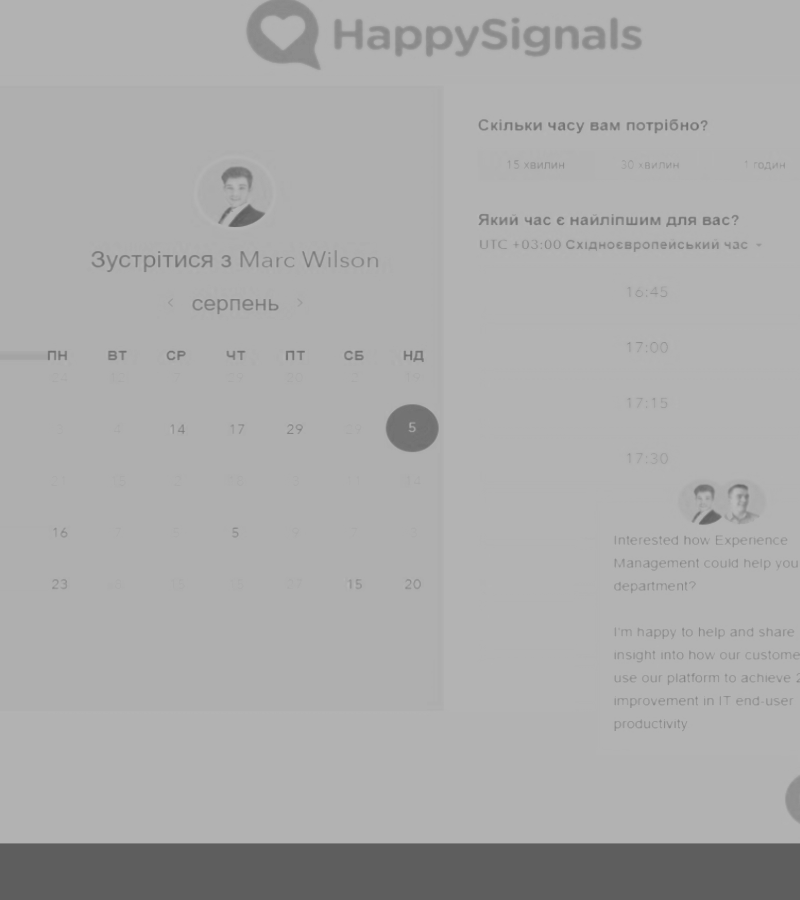 HappySignals
Зустрітися з Marc Wilson
серпень
ПН ВТ СР ЧТ ПТ СБ НД
14 17 29 5
16 5
23 15 20
Скільки часу вам потрібно?
15 хвилин 30 хвилин 1 годин
Який час є найліпшим для вас?
UTC +03:00 Східноєвропейський час
16:45
17:00
17:15
17:30
Interested how Experience
Management could help you
department?
I'm happy to help and share
insight into how our custome
use our platform to achieve 2
improvement in IT end-user
productivity